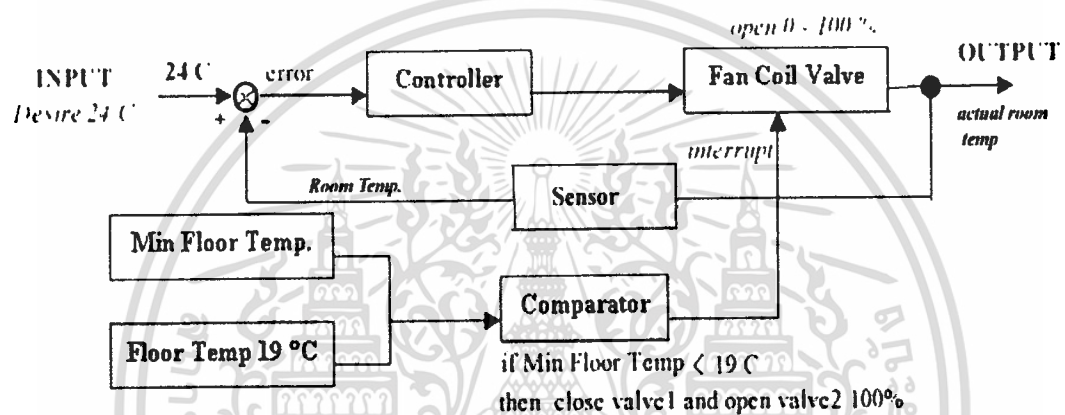 open 0 - 100 %
INPUT
24 C
error
Controller
Fan Coil Valve
OUTPUT
Desire 24 C
+
-
actual room
temp
interrupt
Room Temp.
Sensor
Min Floor Temp.
Comparator
Floor Temp 19 °C
if Min Floor Temp < 19 C
then close valve1 and open valve2 100%